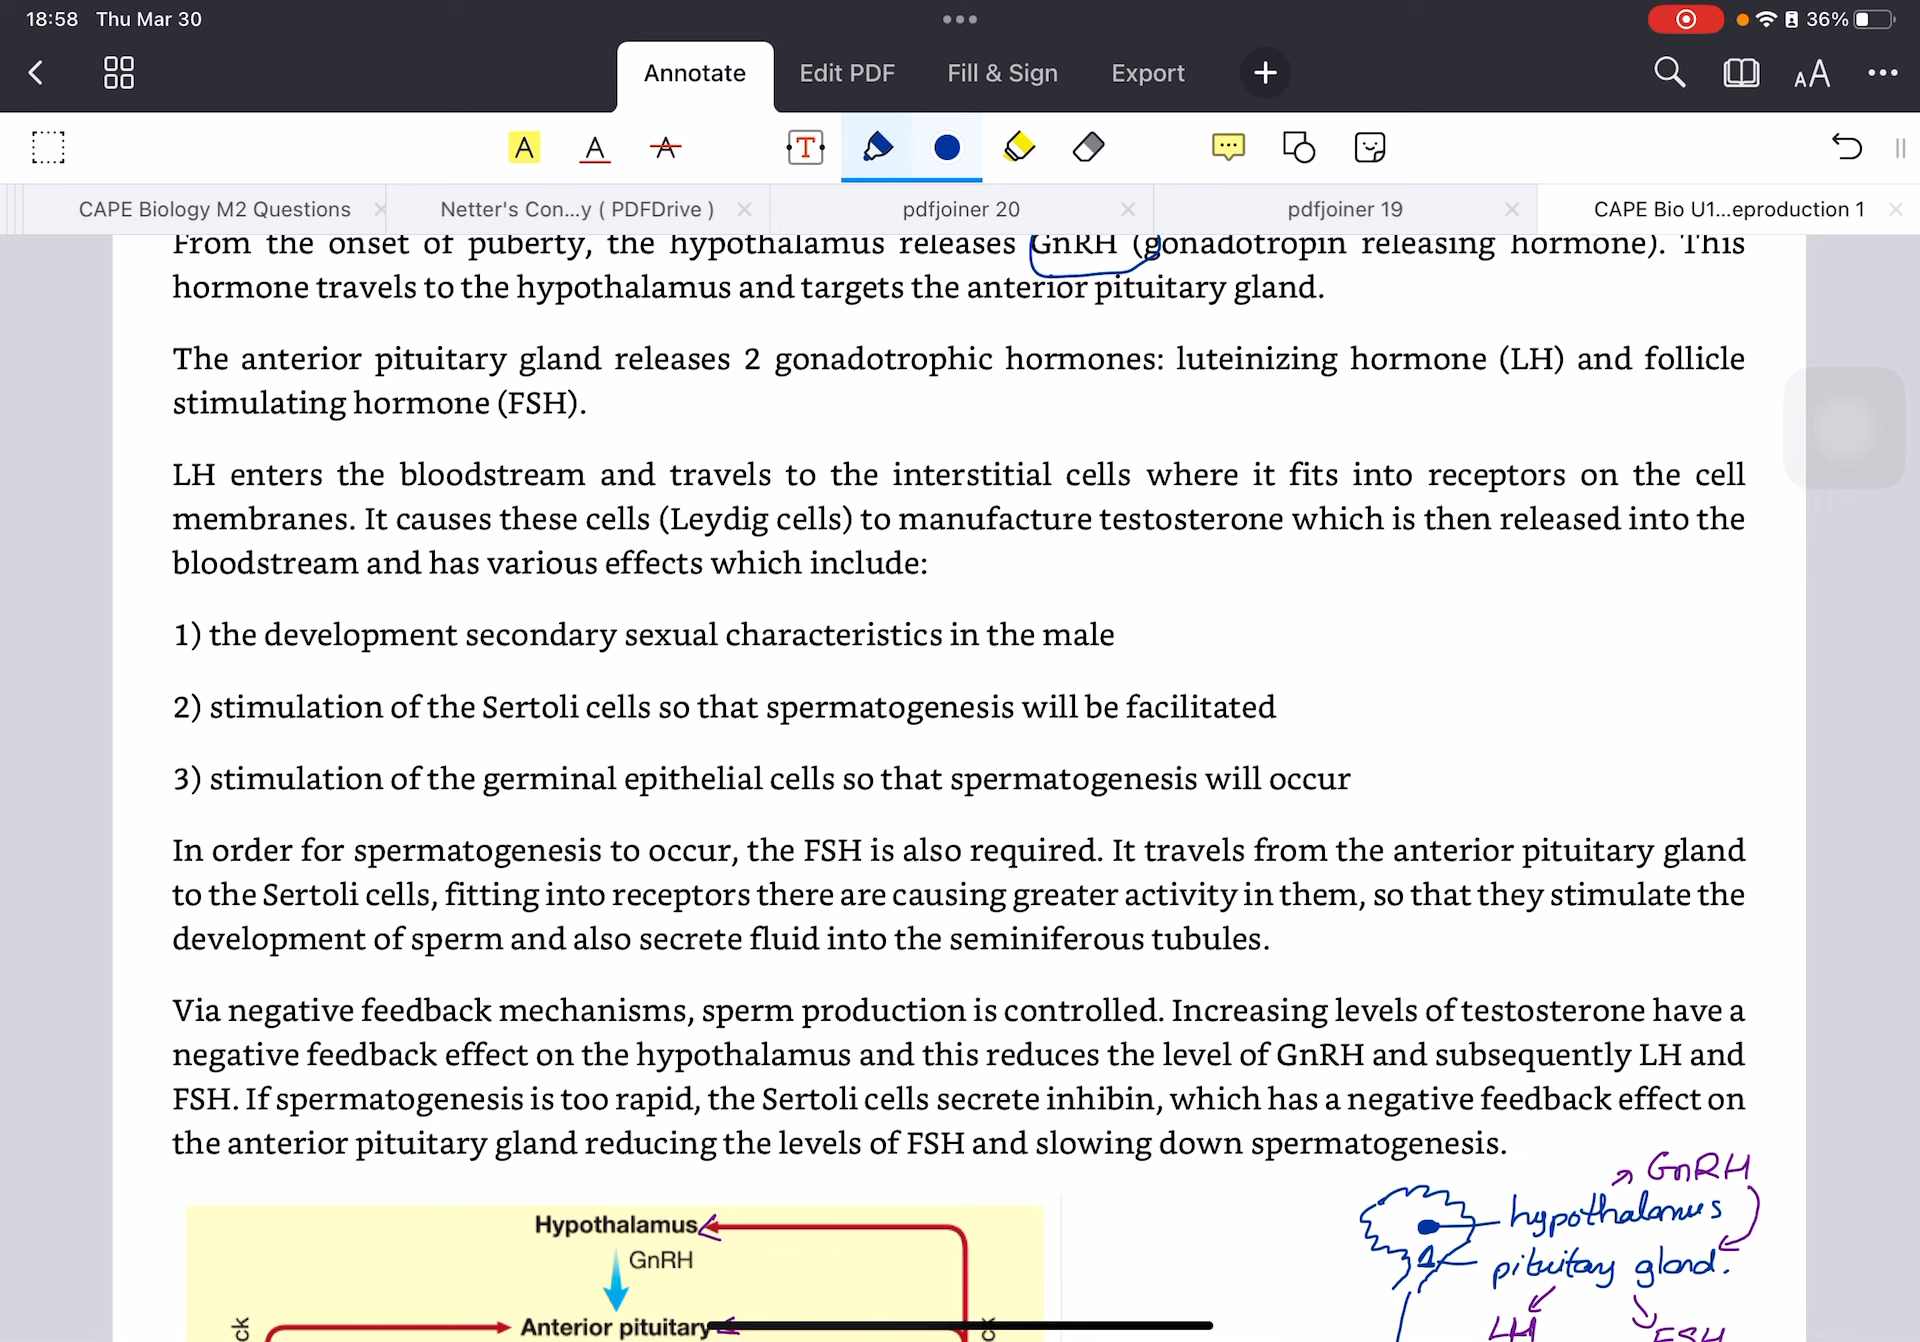 18:58 Thu Mar 30
36%
Annotate Edit PDF Fill & Sign Export
AA
A A A T
CAPE Biology M2 Questions Netter's Con...y ( PDFDrive ) pdfjoiner 20 pdfjoiner 19 CAPE Bio U1...eproduction 1
From the onset of puberty, the hypothalamus releases GnRH (gonadotropin releasing hormone). This
hormone travels to the hypothalamus and targets the anterior pituitary gland.
The anterior pituitary gland releases 2 gonadotrophic hormones: luteinizing hormone (LH) and follicle
stimulating hormone (FSH).
LH enters the bloodstream and travels to the interstitial cells where it fits into receptors on the cell
membranes. It causes these cells (Leydig cells) to manufacture testosterone which is then released into the
bloodstream and has various effects which include:
1) the development secondary sexual characteristics in the male
2) stimulation of the Sertoli cells so that spermatogenesis will be facilitated
3) stimulation of the germinal epithelial cells so that spermatogenesis will occur
In order for spermatogenesis to occur, the FSH is also required. It travels from the anterior pituitary gland
to the Sertoli cells, fitting into receptors there are causing greater activity in them, so that they stimulate the
development of sperm and also secrete fluid into the seminiferous tubules.
Via negative feedback mechanisms, sperm production is controlled. Increasing levels of testosterone have a
negative feedback effect on the hypothalamus and this reduces the level of GnRH and subsequently LH and
FSH. If spermatogenesis is too rapid, the Sertoli cells secrete inhibin, which has a negative feedback effect on
the anterior pituitary gland reducing the levels of FSH and slowing down spermatogenesis.
GnRH
Hypothalamus
hypothalamus
GnRH
pituitary gland.
Anterior pituitary
LH FSH